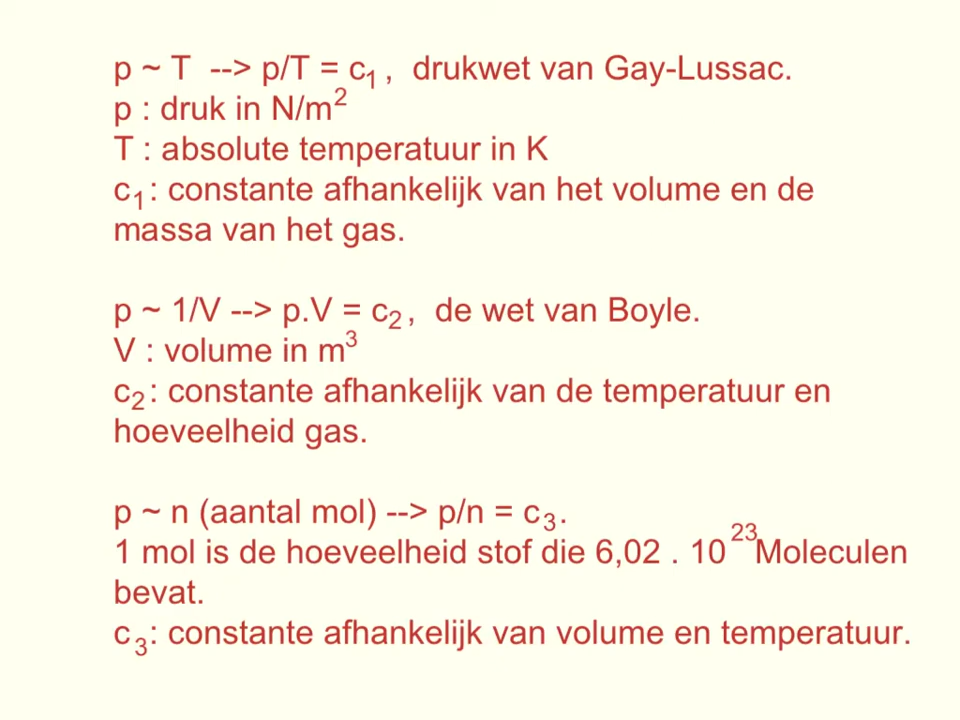 p ~ T --> p/T = c₁ , drukwet van Gay-Lussac.
p : druk in N/m²
T : absolute temperatuur in K
c₁ : constante afhankelijk van het volume en de
massa van het gas.
p ~ 1/V --> p.V = c₂ , de wet van Boyle.
V : volume in m³
c₂ : constante afhankelijk van de temperatuur en
hoeveelheid gas.
p ~ n (aantal mol) --> p/n = c₃.
1 mol is de hoeveelheid stof die 6,02 . 10²³ Moleculen
bevat.
c₃ : constante afhankelijk van volume en temperatuur.